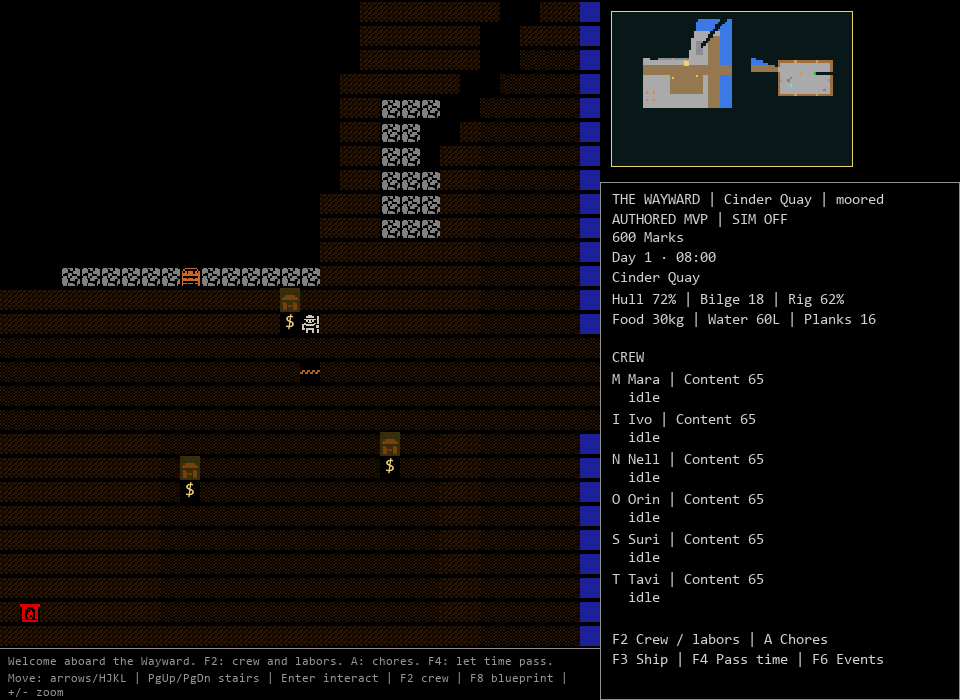 THE WAYWARD | Cinder Quay | moored
AUTHORED MVP | SIM OFF
600 Marks
Day 1 · 08:00
Cinder Quay
Hull 72% | Bilge 18 | Rig 62%
Food 30kg | Water 60L | Planks 16
CREW
M Mara | Content 65
idle
I Ivo | Content 65
idle
N Nell | Content 65
idle
O Orin | Content 65
idle
S Suri | Content 65
idle
T Tavi | Content 65
idle
F2 Crew / labors | A Chores
F3 Ship | F4 Pass time | F6 Events
$
$
$
Welcome aboard the Wayward. F2: crew and labors. A: chores. F4: let time pass.
Move: arrows/HJKL | PgUp/PgDn stairs | Enter interact | F2 crew | F8 blueprint |
+/- zoom